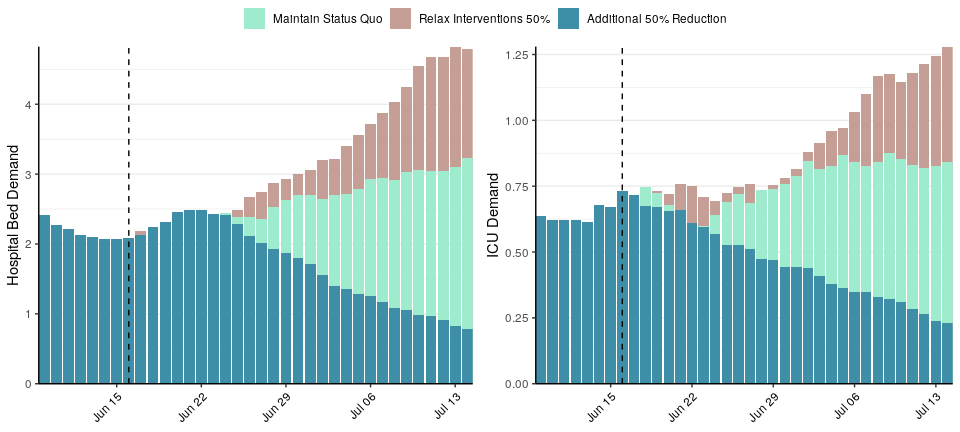 Maintain Status Quo Relax Interventions 50% Additional 50% Reduction
Hospital Bed Demand
4
3
2
1
0
Jun 15 Jun 22 Jun 29 Jul 06 Jul 13
ICU Demand
1.25
1.00
0.75
0.50
0.25
0.00
Jun 15 Jun 22 Jun 29 Jul 06 Jul 13